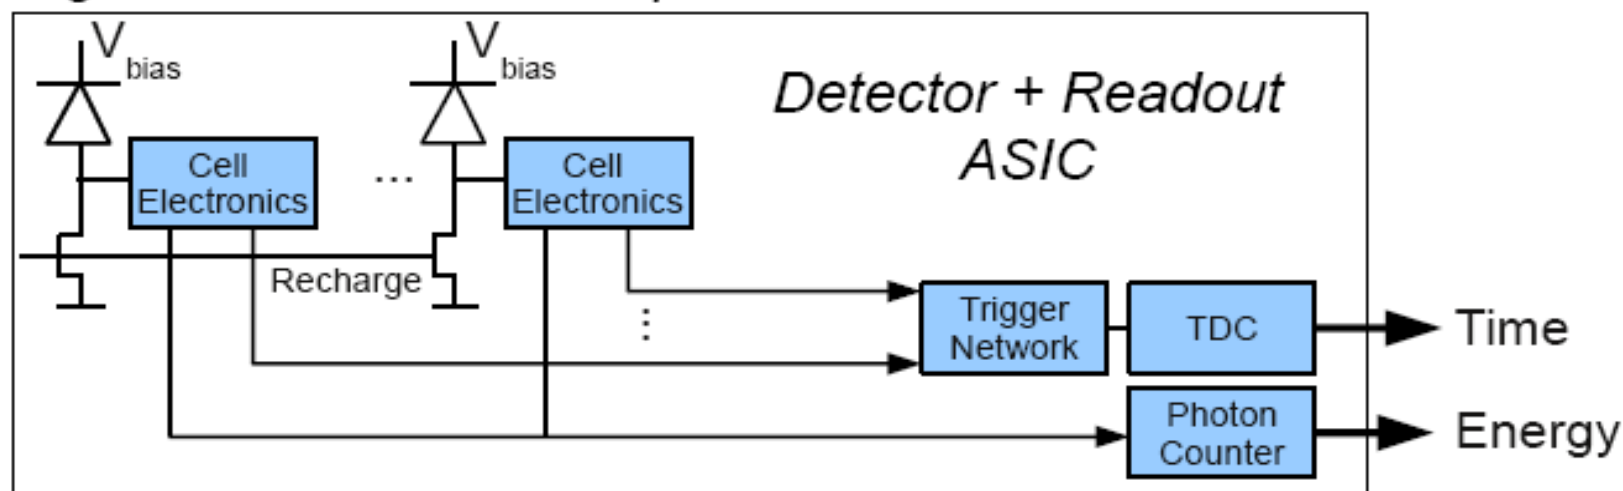 V
bias
V
bias
Detector + Readout
ASIC
Cell
Electronics
...
Cell
Electronics
Recharge
...
Trigger
Network
TDC
Time
Photon
Counter
Energy